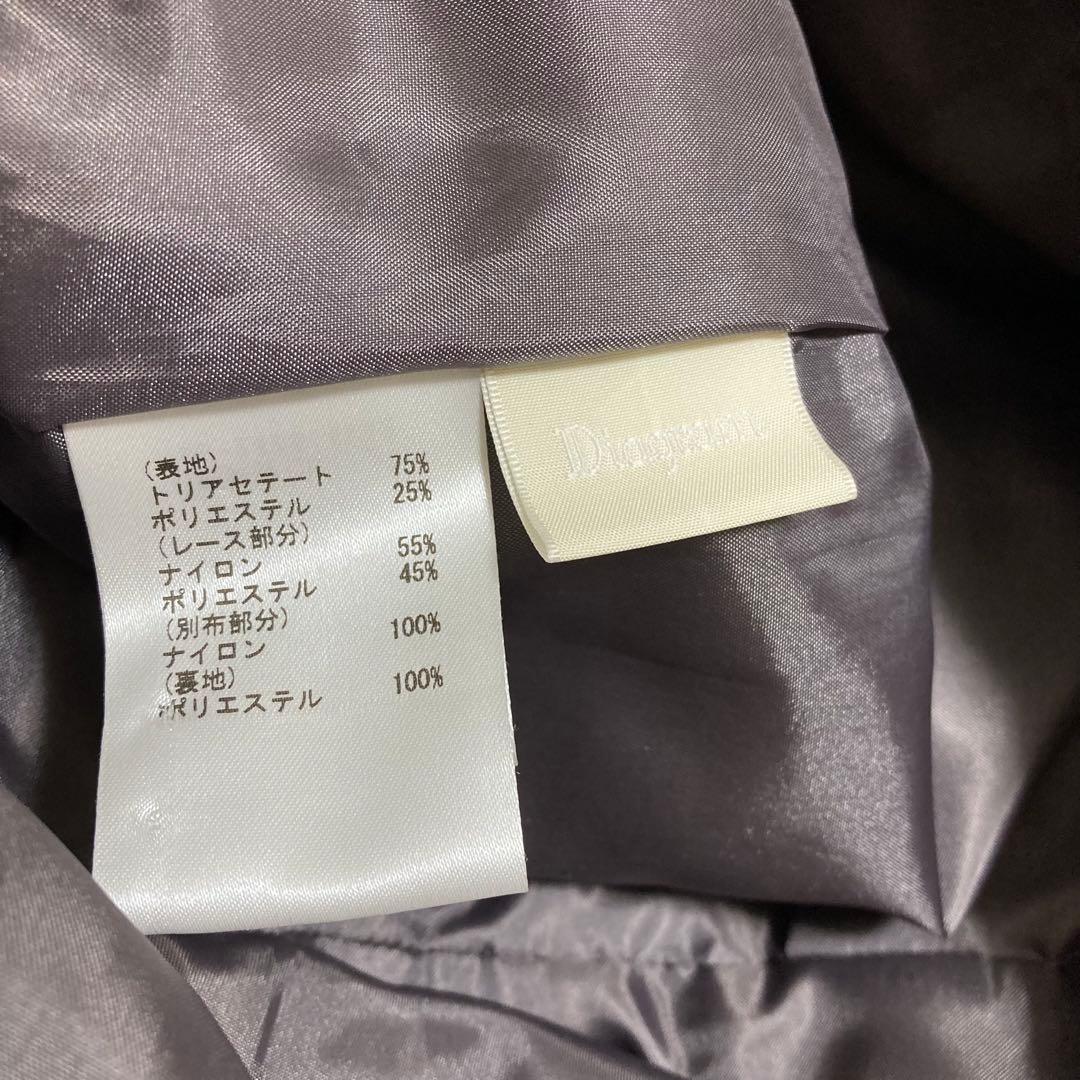 (表地)
トリアセテート 75%
ポリエステル 25%
(レース部分)
ナイロン 55%
ポリエステル 45%
(別布部分)
ナイロン 100%
(裏地)
ポリエステル 100%
Diagram